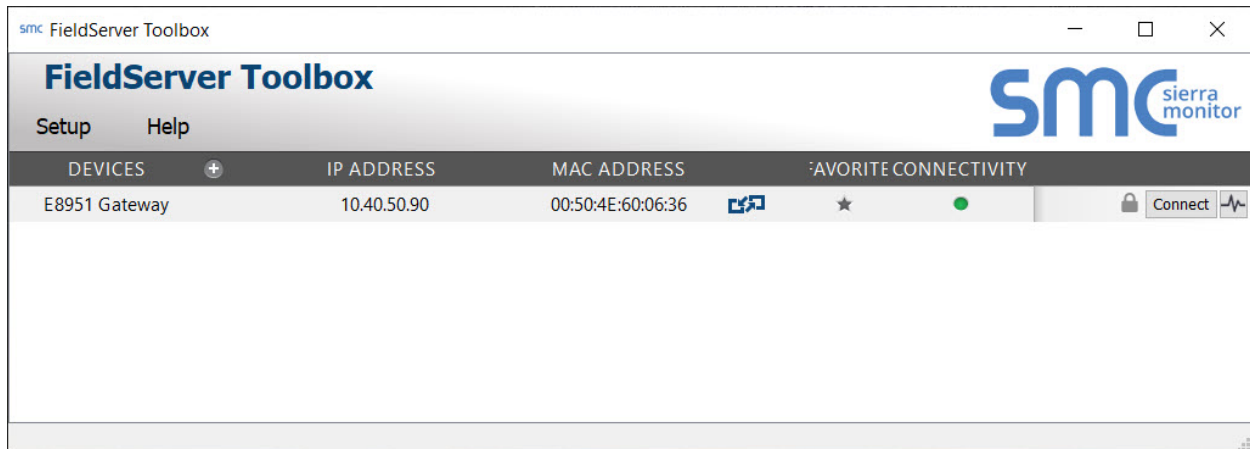 smc FieldServer Toolbox
FieldServer Toolbox
smc sierra monitor
Setup Help
DEVICES IP ADDRESS MAC ADDRESS FAVORITE CONNECTIVITY
E8951 Gateway 10.40.50.90 00:50:4E:60:06:36 Connect